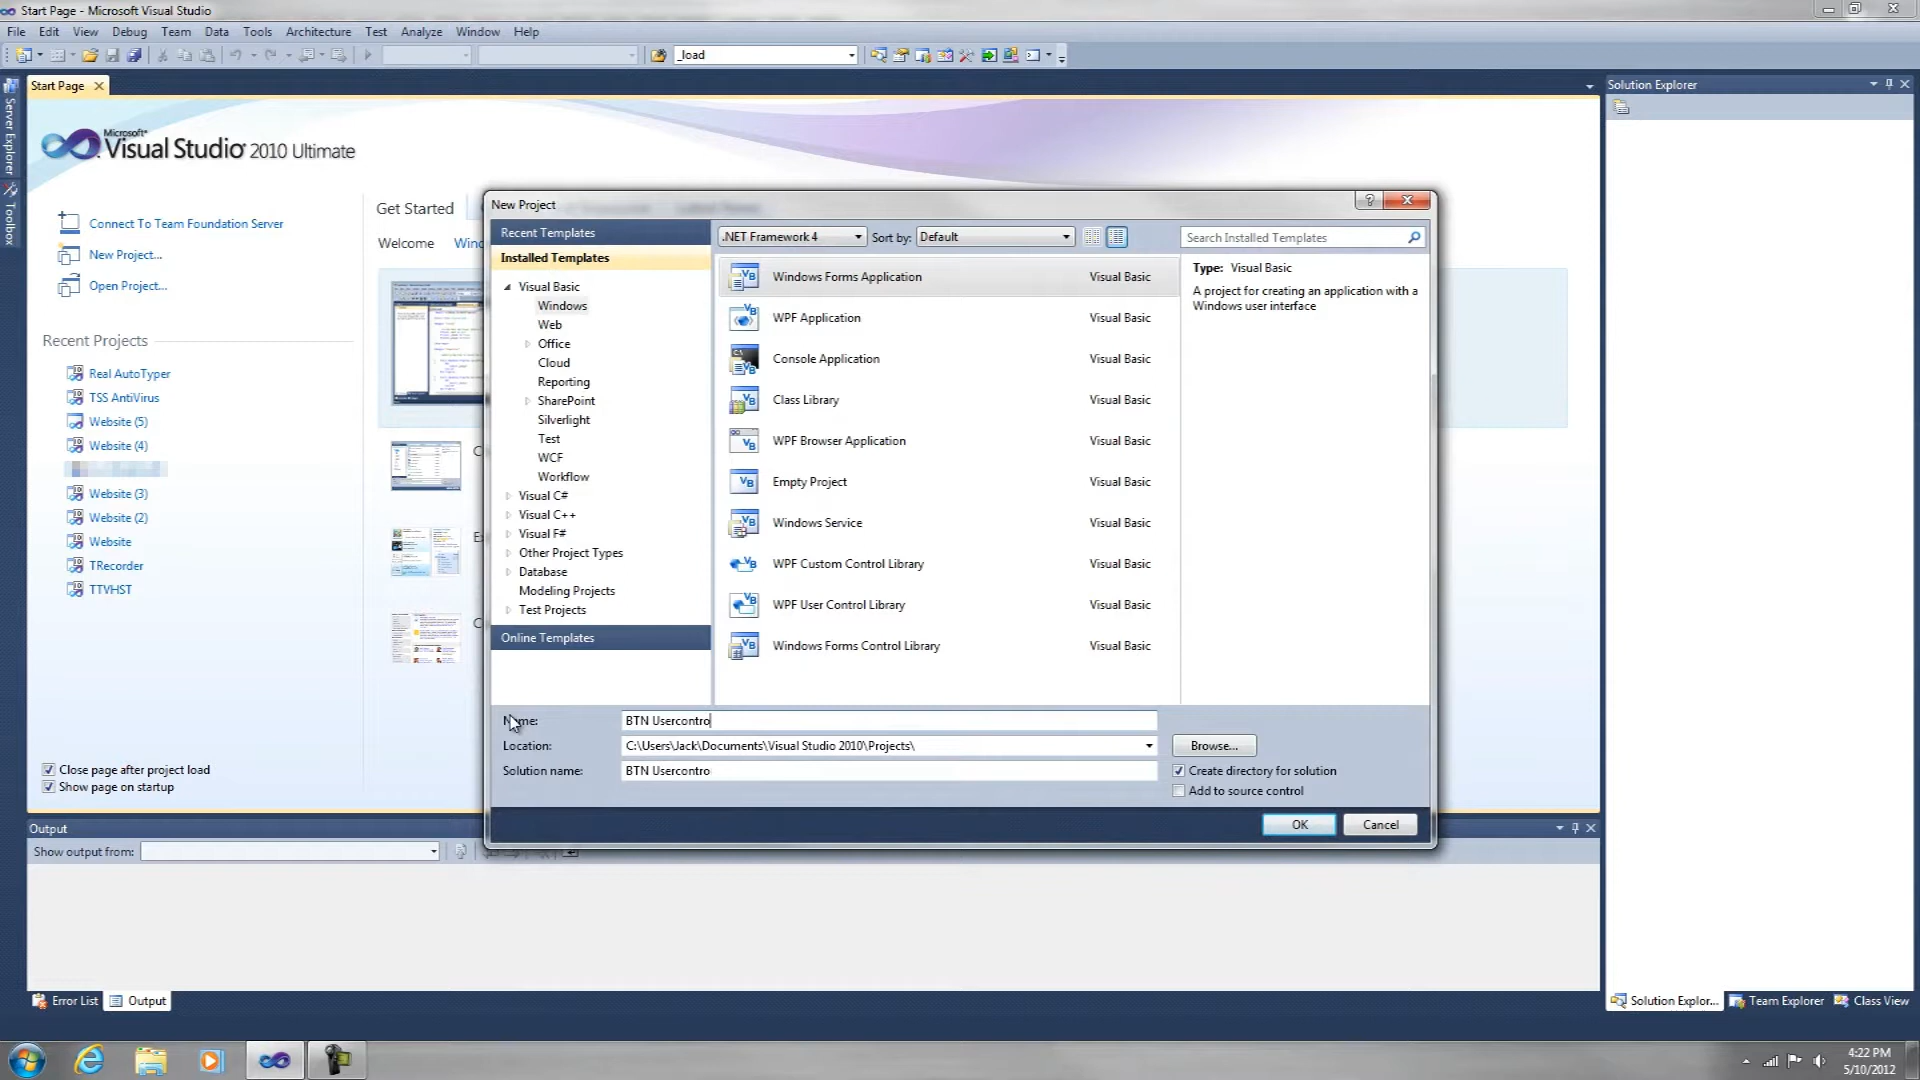 Start Page - Microsoft Visual Studio
File Edit View Debug Team Data Tools Architecture Test Analyze Window Help
_load
Start Page
Solution Explorer
Server Explorer
Toolbox
Microsoft®
Visual Studio® 2010 Ultimate
Connect To Team Foundation Server
New Project...
Open Project...
Recent Projects
Real AutoTyper
TSS AntiVirus
Website (5)
Website (4)
Website (3)
Website (2)
Website
TRecorder
TTVHST
Close page after project load
Show page on startup
Get Started
Welcome
New Project
Recent Templates
Installed Templates
Visual Basic
Windows
Web
Office
Cloud
Reporting
SharePoint
Silverlight
Test
WCF
Workflow
Visual C#
Visual C++
Visual F#
Other Project Types
Database
Modeling Projects
Test Projects
Online Templates
.NET Framework 4
Sort by: Default
Search Installed Templates
Windows Forms Application Visual Basic
WPF Application Visual Basic
Console Application Visual Basic
Class Library Visual Basic
WPF Browser Application Visual Basic
Empty Project Visual Basic
Windows Service Visual Basic
WPF Custom Control Library Visual Basic
WPF User Control Library Visual Basic
Windows Forms Control Library Visual Basic
Type: Visual Basic
A project for creating an application with a
Windows user interface
Name: BTN Usercontro
Location: C:\Users\Jack\Documents\Visual Studio 2010\Projects\
Browse...
Solution name: BTN Usercontro
Create directory for solution
Add to source control
OK Cancel
Output
Show output from:
Error List Output
Solution Explor... Team Explorer Class View
4:22 PM
5/10/2012